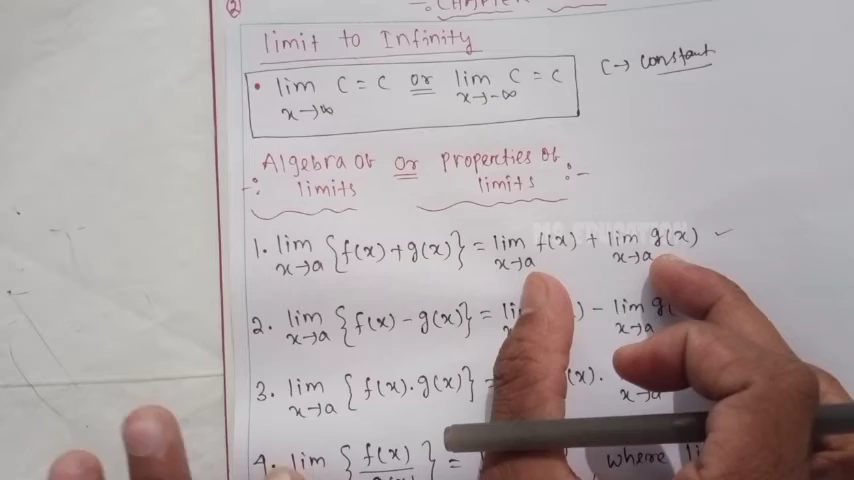 ②
-: CHAPTER
Limit to Infinity
• lim C = C or lim C = C
x→∞ x→-∞
C → constant
-: Algebra of or properties of :-
limits limits
1. lim {f(x) + g(x)} = lim f(x) + lim g(x) ✓
x→a x→a x→a
2. lim {f(x) - g(x)} = - lim
x→a x→a
3. lim {f(x) . g(x)} = (x) .
x→a x→a
4. lim { f(x) } = where